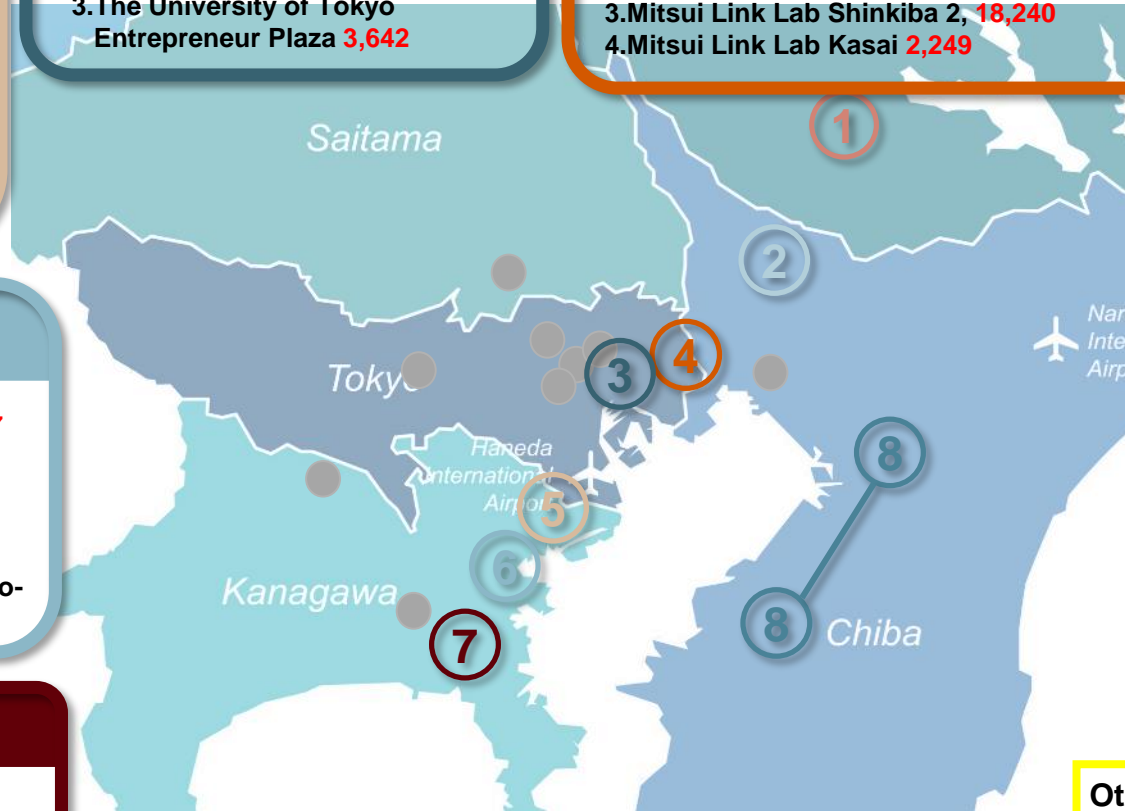 3.The University of Tokyo
Entrepreneur Plaza 3,642
3.Mitsui Link Lab Shinkiba 2, 18,240
4.Mitsui Link Lab Kasai 2,249
1
Saitama
2
Tokyo
3
4
Haneda
International
Airport
8
5
6
Kanagawa
7
8
Chiba
o-